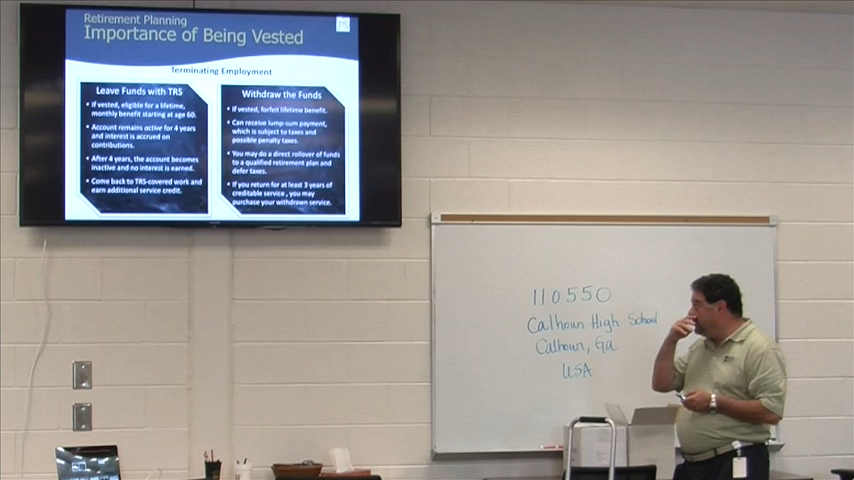 Retirement Planning
Importance of Being Vested
TRS
Terminating Employment
Leave Funds with TRS
• If vested, eligible for a lifetime,
monthly benefit starting at age 60.
• Account remains active for 4 years
and interest is accrued on
contributions.
• After 4 years, the account becomes
inactive and no interest is earned.
• Come back to TRS-covered work and
earn additional service credit.
Withdraw the Funds
• If vested, forfeit lifetime benefit.
• Can receive lump-sum payment,
which is subject to taxes and
possible penalty taxes.
• You may do a direct rollover of funds
to a qualified retirement plan and
defer taxes.
• If you return for at least 3 years of
creditable service, you may
purchase your withdrawn service.
110550
Calhoun High School
Calhoun, Ga
USA